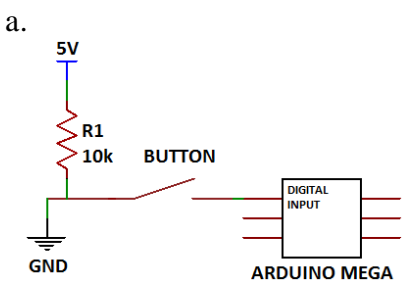 a.
5V
R1
10k
BUTTON
DIGITAL
INPUT
GND
ARDUINO MEGA